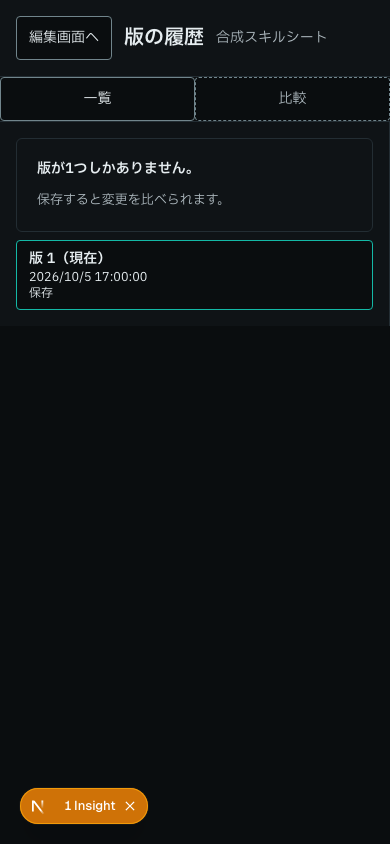 編集画面へ
版の履歴
合成スキルシート
一覧
比較
版が1つしかありません。
保存すると変更を比べられます。
版 1（現在）
2026/10/5 17:00:00
保存
N
1 Insight